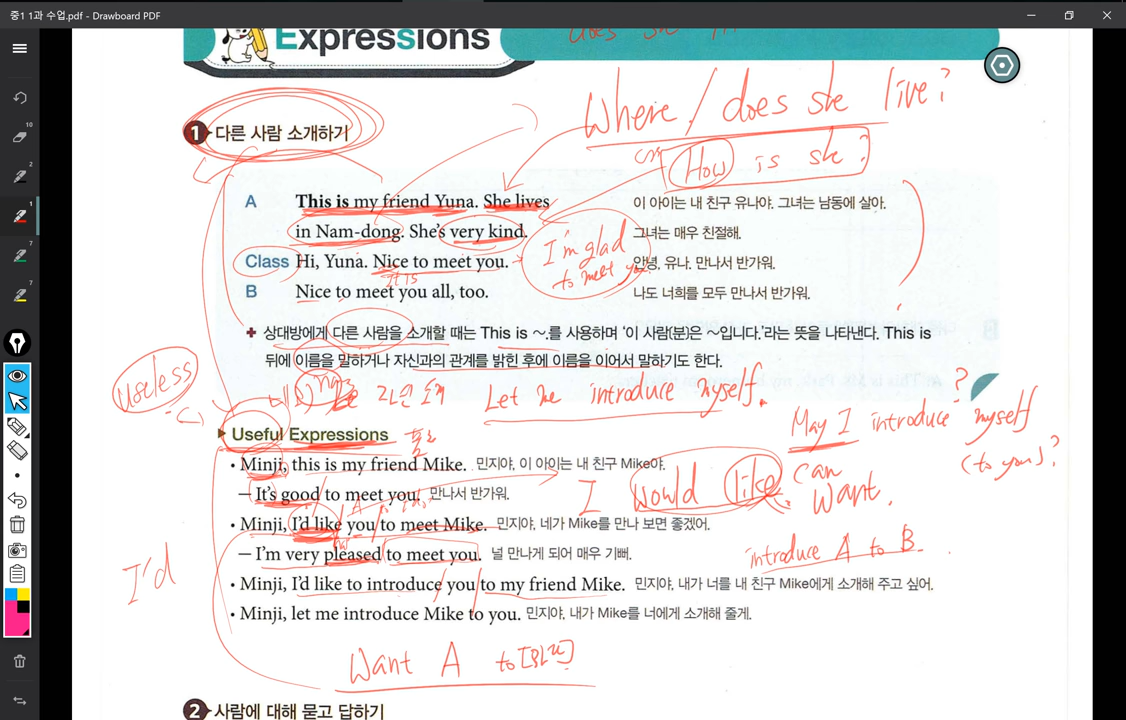 중1 1과 수업.pdf - Drawboard PDF
Expressions
does she
Where / does she live?
How is she?
1 다른 사람 소개하기
A This is my friend Yuna. She lives 이 아이는 내 친구 유나야. 그녀는 남동에 살아.
in Nam-dong. She's very kind. 그녀는 매우 친절해.
I'm glad
to meet you
Class Hi, Yuna. Nice to meet you. 안녕, 유나. 만나서 반가워.
It is
B Nice to meet you all, too. 나도 너희를 모두 만나서 반가워.
+ 상대방에게 다른 사람을 소개할 때는 This is ～.를 사용하며 '이 사람(분)은 ～입니다.'라는 뜻을 나타낸다. This is
뒤에 이름을 말하거나 자신과의 관계를 밝힌 후에 이름을 이어서 말하기도 한다.
useless
Let me introduce myself.
May I introduce myself
(to you)?
Useful Expressions
• Minji, this is my friend Mike. 민지야, 이 아이는 내 친구 Mike야.
– It's good to meet you. 만나서 반가워.
I would like
can
want.
• Minji, I'd like you to meet Mike. 민지야, 네가 Mike를 만나 보면 좋겠어.
– I'm very pleased to meet you. 널 만나게 되어 매우 기뻐.
introduce A to B.
I'd
• Minji, I'd like to introduce you to my friend Mike. 민지야, 내가 너를 내 친구 Mike에게 소개해 주고 싶어.
• Minji, let me introduce Mike to you. 민지야, 내가 Mike를 너에게 소개해 줄게.
Want A to
2 사람에 대해 묻고 답하기